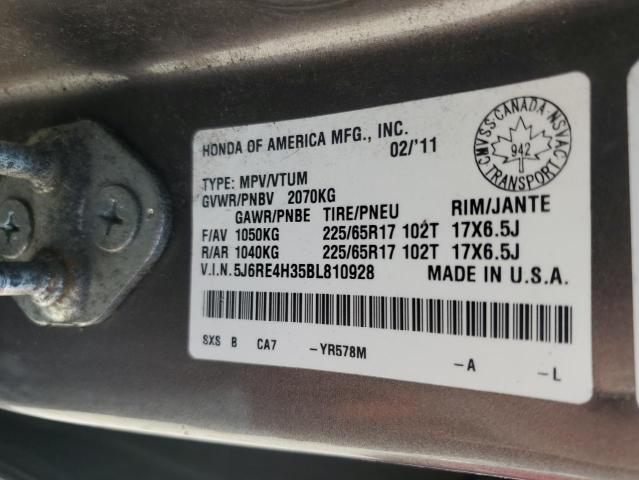 HONDA OF AMERICA MFG., INC.
02/'11
TYPE: MPV/VTUM
GVWR/PNBV 2070KG
GAWR/PNBE TIRE/PNEU RIM/JANTE
F/AV 1050KG 225/65R17 102T 17X6.5J
R/AR 1040KG 225/65R17 102T 17X6.5J
V.I.N.5J6RE4H35BL810928 MADE IN U.S.A.
SXS B CA7 -YR578M -A -L
CMVSS·CANADA·NSVAC
942
TRANSPORT